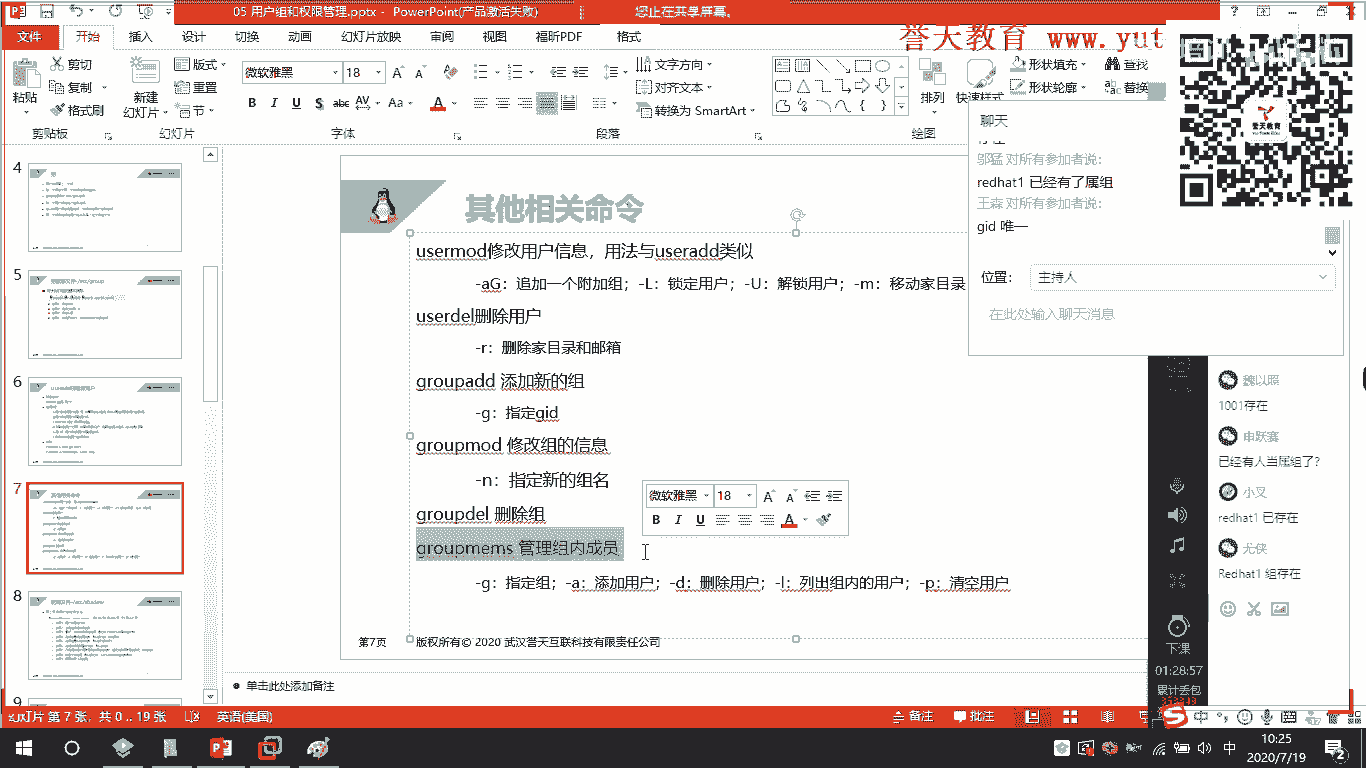 05 用户组和权限管理.pptx - PowerPoint(产品激活失败)
您正在共享屏幕。
文件
开始
插入
设计
切换
动画
幻灯片放映
审阅
视图
福昕PDF
格式
誉天教育 www.yut
剪切
复制
格式刷
粘贴
剪贴板
新建
幻灯片
版式
重置
节
幻灯片
微软雅黑
18
字体
文字方向
对齐文本
转换为 SmartArt
段落
排列
快速样式
形状填充
形状轮廓
绘图
查找
替换
聊天
邬猛 对所有参加者说:
redhat1 已经有了属组
王森 对所有参加者说:
gid 唯一
位置:
主持人
在此处输入聊天消息
4
5
6
7
8
9
其他相关命令
usermod修改用户信息，用法与useradd类似
-aG：追加一个附加组；-L：锁定用户；-U：解锁用户；-m：移动家目录
userdel删除用户
-r：删除家目录和邮箱
groupadd 添加新的组
-g：指定gid
groupmod 修改组的信息
-n：指定新的组名
groupdel 删除组
groupmems 管理组内成员
-g：指定组；-a：添加用户；-d：删除用户；-l：列出组内的用户；-p：清空用户
微软雅黑
18
第7页
版权所有© 2020 武汉誉天互联科技有限责任公司
单击此处添加备注
魏以照
1001存在
申跃赛
已经有人当属组了?
小叉
redhat1 已存在
尤侠
Redhat1 组存在
下课
01:28:57
累计丢包
幻灯片 第 7 张，共 0 .. 19 张
英语(美国)
备注
批注
中
10:25
2020/7/19